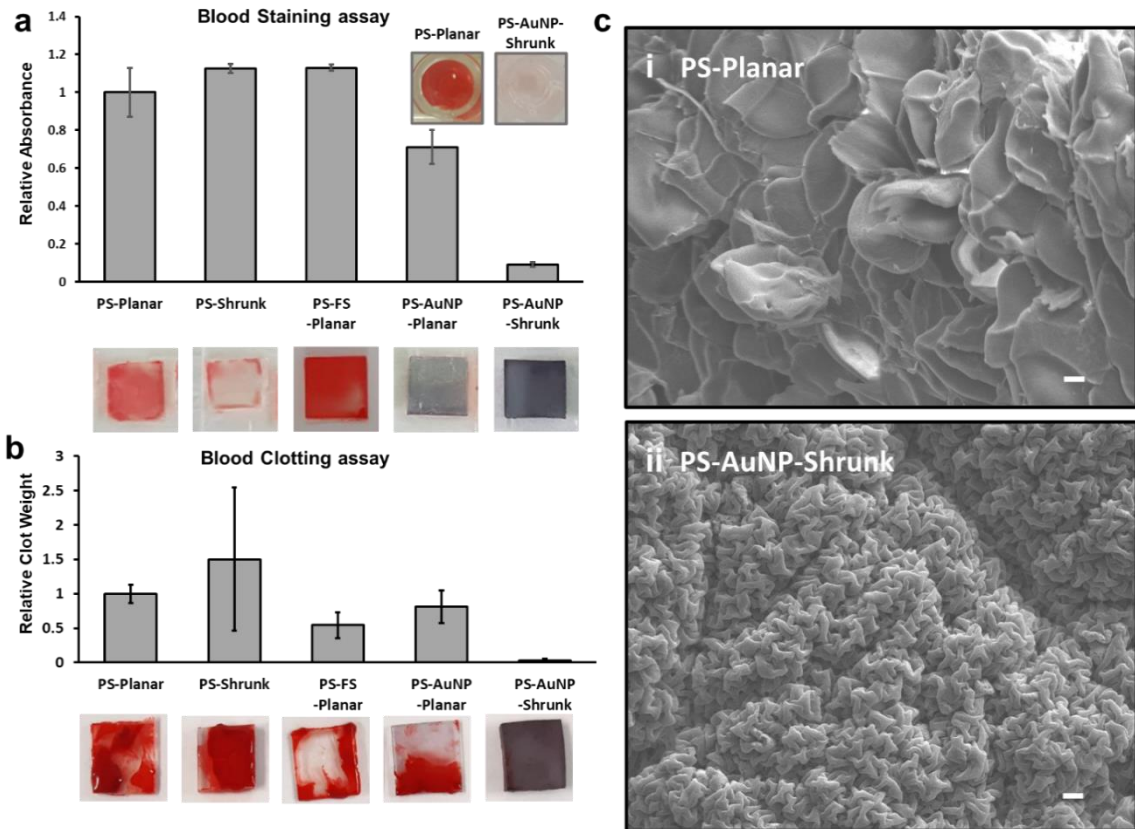 a
Blood Staining assay
Relative Absorbance
1.4
1.2
1
0.8
0.6
0.4
0.2
0
PS-Planar
PS-AuNP-
Shrunk
PS-Planar
PS-Shrunk
PS-FS
-Planar
PS-AuNP
-Planar
PS-AuNP
-Shrunk
b
Blood Clotting assay
Relative Clot Weight
3
2.5
2
1.5
1
0.5
0
PS-Planar
PS-Shrunk
PS-FS
-Planar
PS-AuNP
-Planar
PS-AuNP
-Shrunk
c
i PS-Planar
ii PS-AuNP-Shrunk